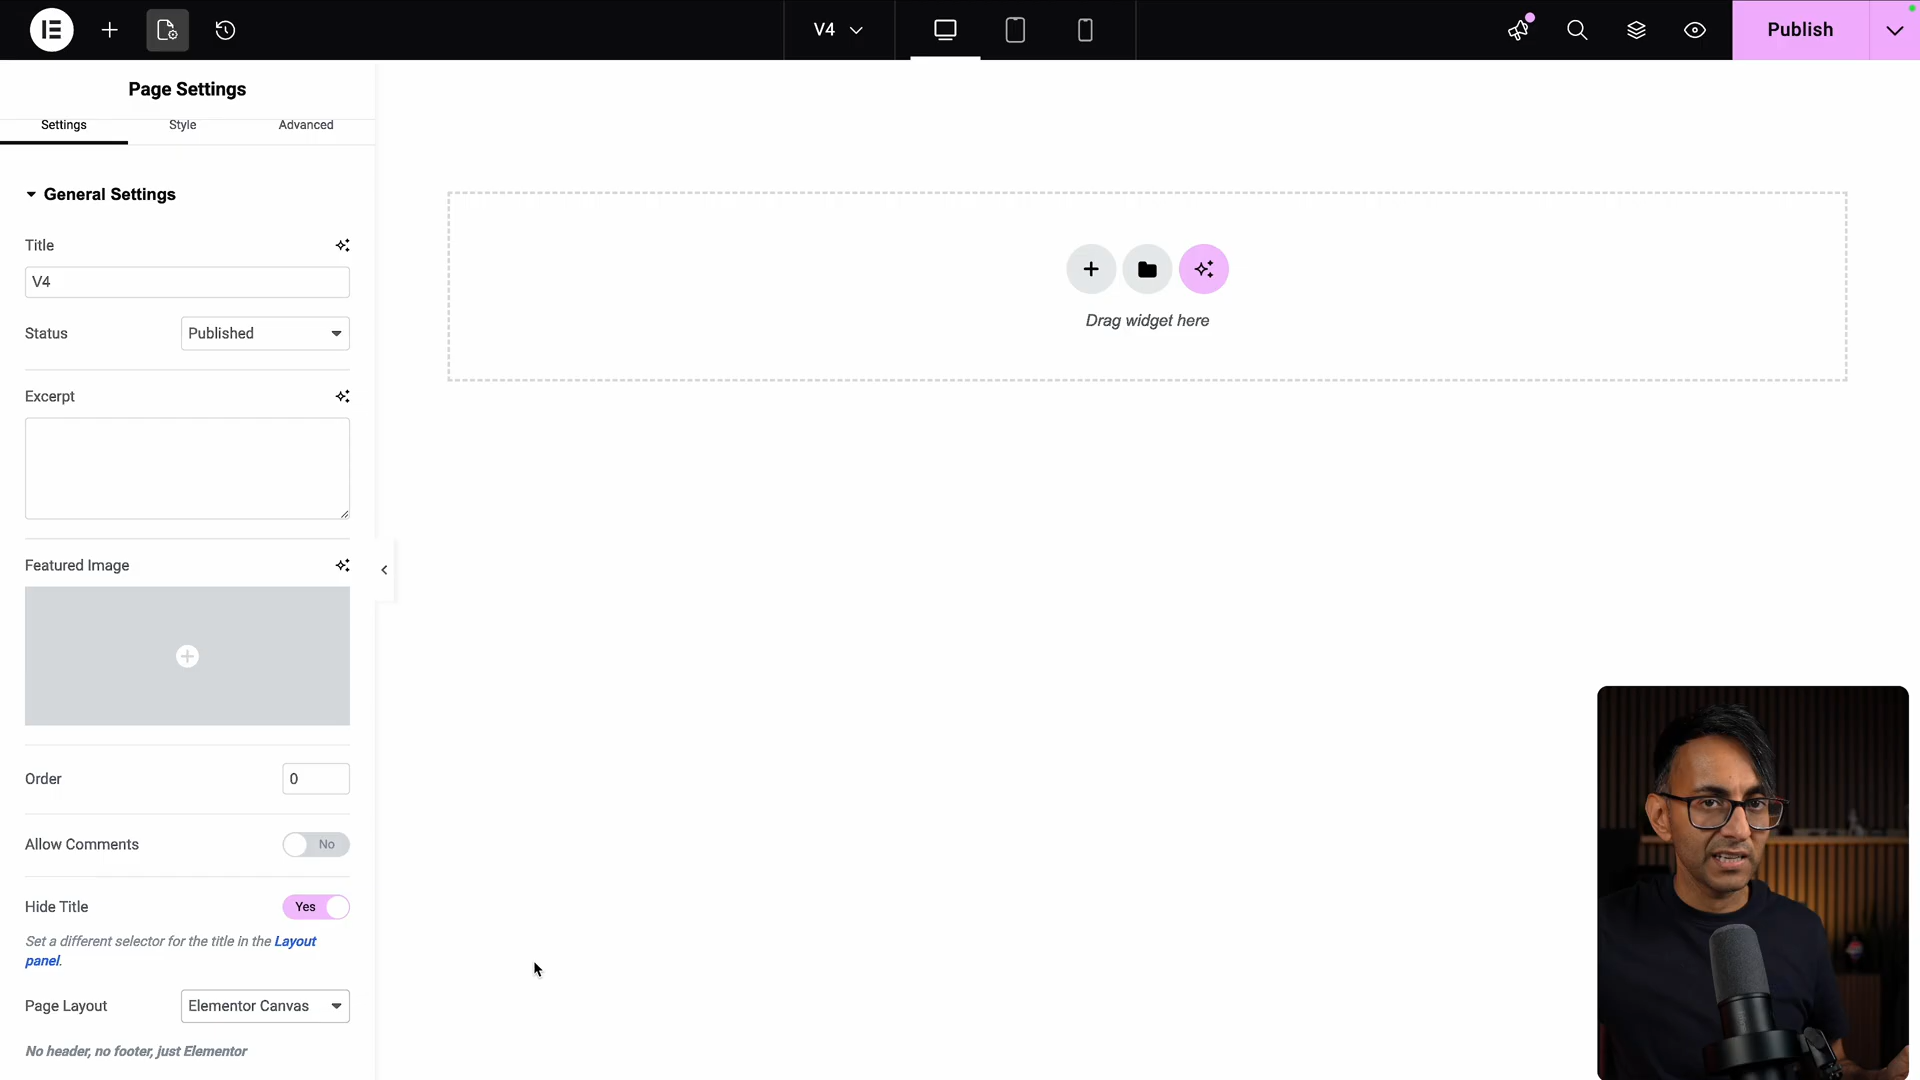 V4
Publish
Page Settings
Settings
Style
Advanced
General Settings
Title
V4
Status
Published
Excerpt
Featured Image
Order
0
Allow Comments
No
Hide Title
Yes
Set a different selector for the title in the Layout
panel.
Page Layout
Elementor Canvas
No header, no footer, just Elementor
Drag widget here